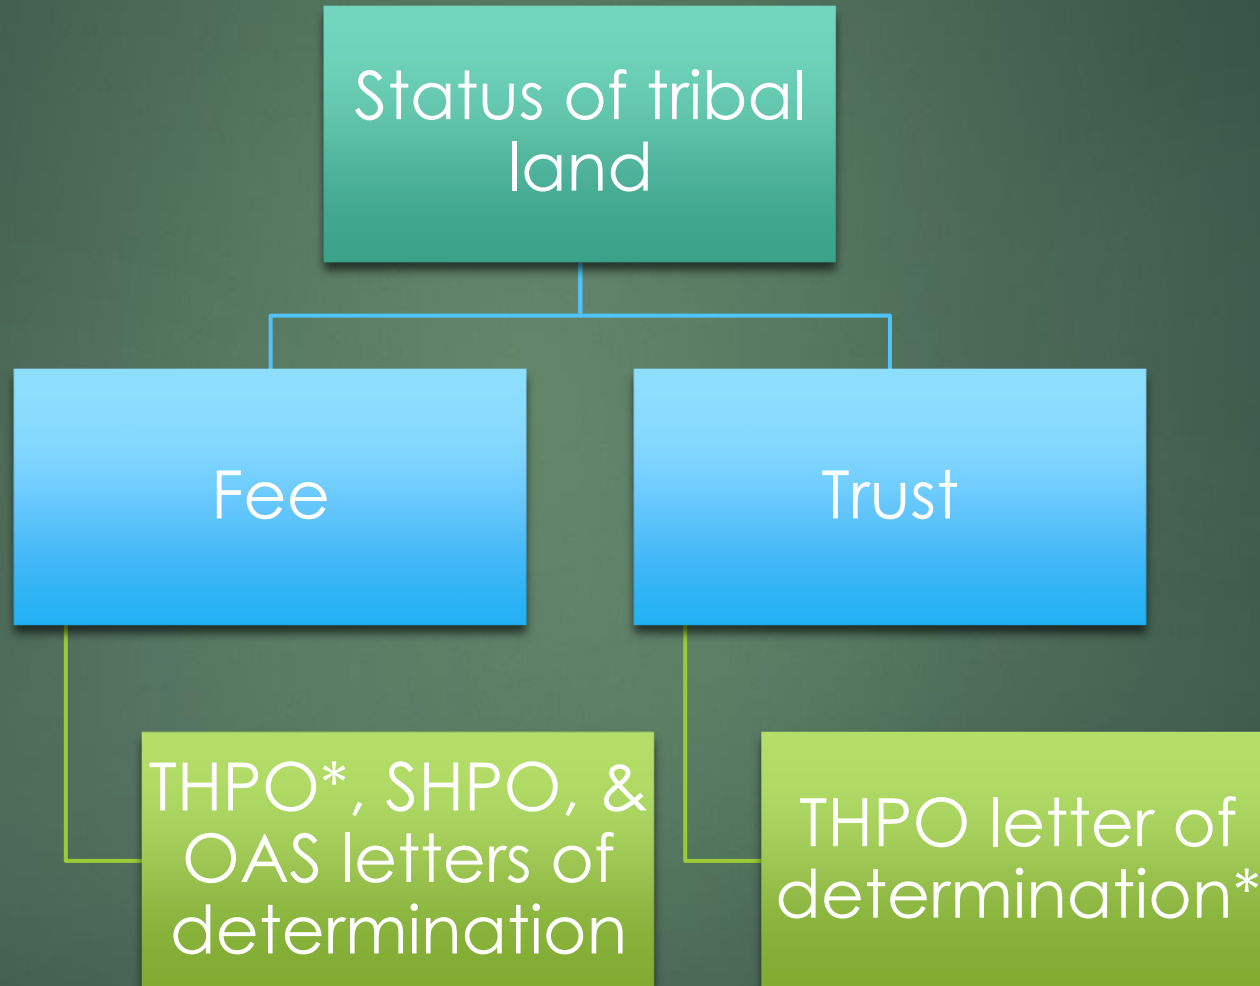 Status of tribal
land
Fee
Trust
THPO*, SHPO, &
OAS letters of
determination
THPO letter of
determination*